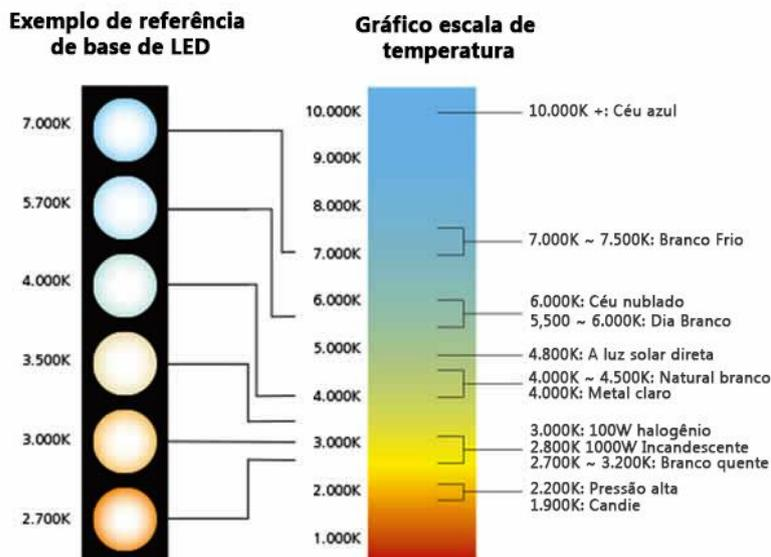 Exemplo de referência
de base de LED
7.000K
5.700K
4.000K
3.500K
3.000K
2.700K
Gráfico escala de
temperatura
10.000K
9.000K
8.000K
7.000K
6.000K
5.000K
4.000K
3.000K
2.000K
1.000K
10.000K +: Céu azul
7.000K ~ 7.500K: Branco Frio
6.000K: Céu nublado
5,500 ~ 6.000K: Dia Branco
4.800K: A luz solar direta
4.000K ~ 4.500K: Natural branco
4.000K: Metal claro
3.000K: 100W halogênio
2.800K 1000W Incandescente
2.700K ~ 3.200K: Branco quente
2.200K: Pressão alta
1.900K: Candie